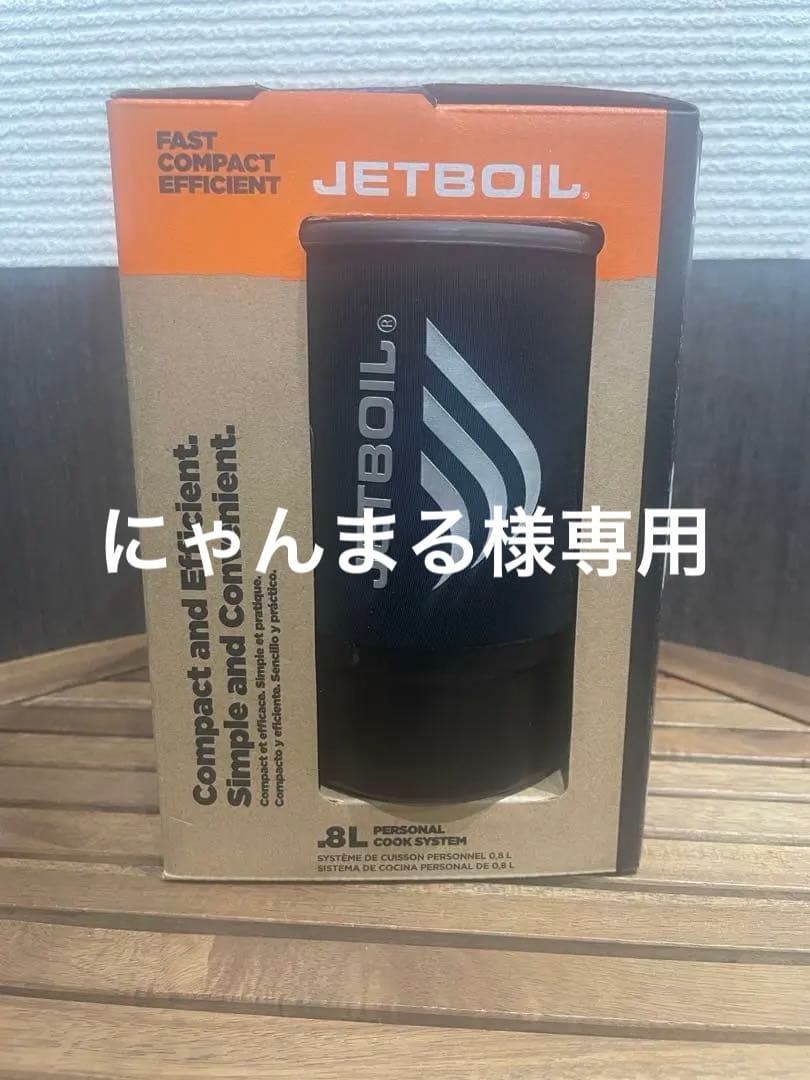 FAST
COMPACT
EFFICIENT
JETBOIL®
JETBOIL®
Compact and Efficient.
Simple and Convenient.
Compact et efficace. Simple et pratique.
Compacto y eficiente. Sencillo y práctico.
にゃんまる様専用
.8L PERSONAL
COOK SYSTEM
SYSTÈME DE CUISSON PERSONNEL 0,8 L
SISTEMA DE COCINA PERSONAL DE 0,8 L